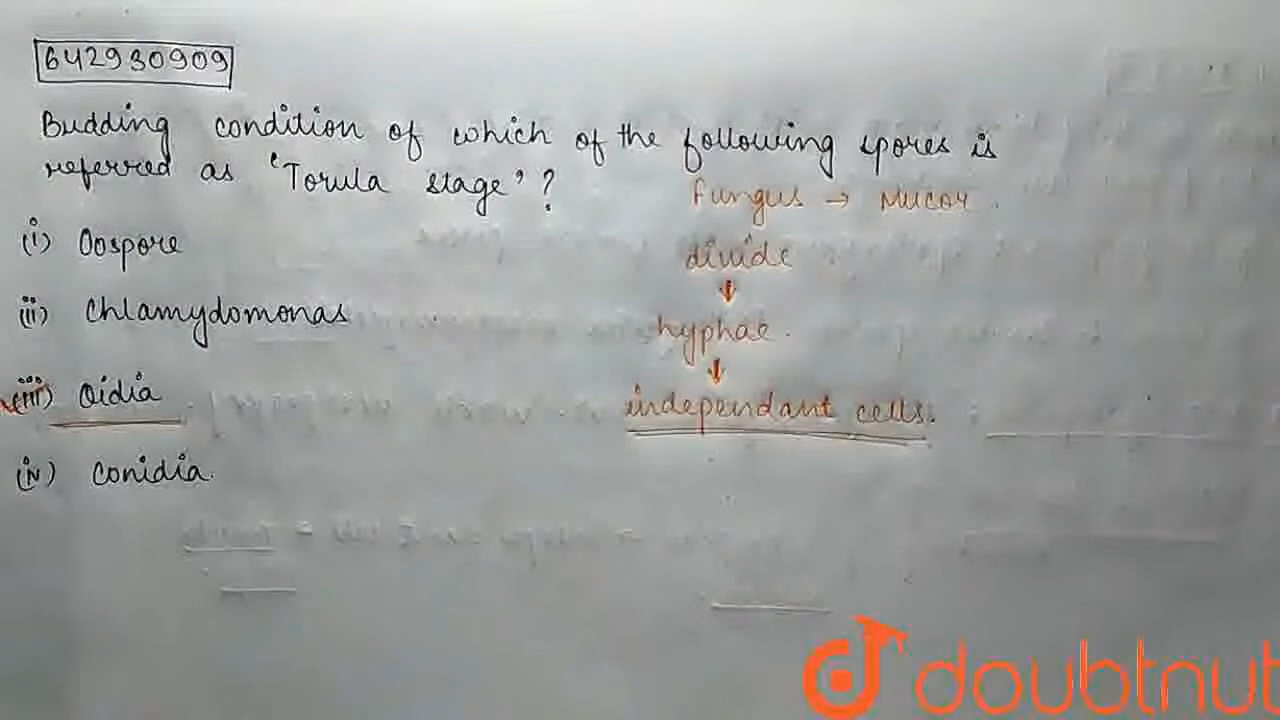 642930909
Budding condition of which of the following spores is
referred as 'Torula stage' ?
fungus → Mucor.
(i) Oospore
divide
↓
(ii) Chlamydomonas
hyphae.
↓
(iii) Oidia
independant cells.
(iv) Conidia.
doubtnut